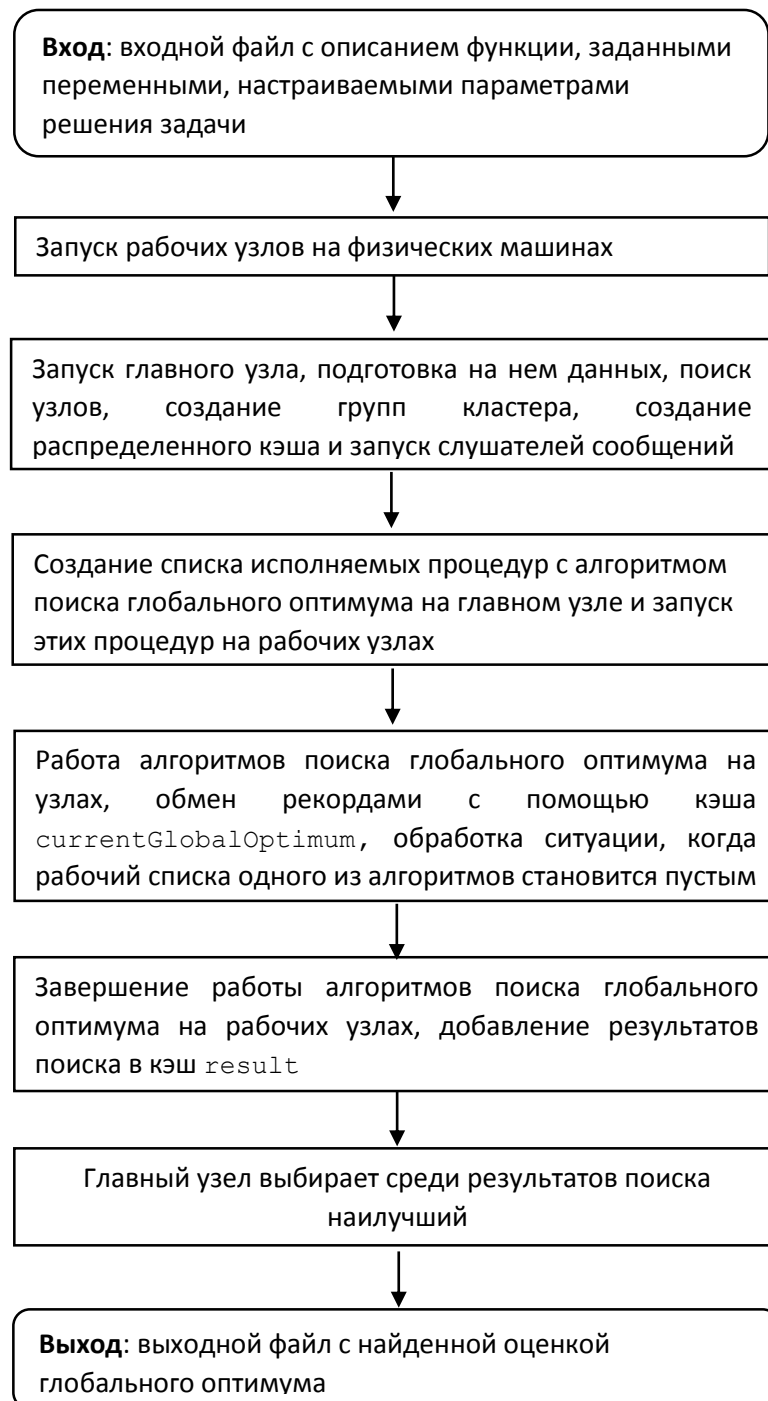 Вход: входной файл с описанием функции, заданными
переменными, настраиваемыми параметрами
решения задачи
Запуск рабочих узлов на физических машинах
Запуск главного узла, подготовка на нем данных, поиск
узлов, создание групп кластера, создание
распределенного кэша и запуск слушателей сообщений
Создание списка исполняемых процедур с алгоритмом
поиска глобального оптимума на главном узле и запуск
этих процедур на рабочих узлах
Работа алгоритмов поиска глобального оптимума на
узлах, обмен рекордами с помощью кэша
currentGlobalOptimum, обработка ситуации, когда
рабочий списка одного из алгоритмов становится пустым
Завершение работы алгоритмов поиска глобального
оптимума на рабочих узлах, добавление результатов
поиска в кэш result
Главный узел выбирает среди результатов поиска
наилучший
Выход: выходной файл с найденной оценкой
глобального оптимума